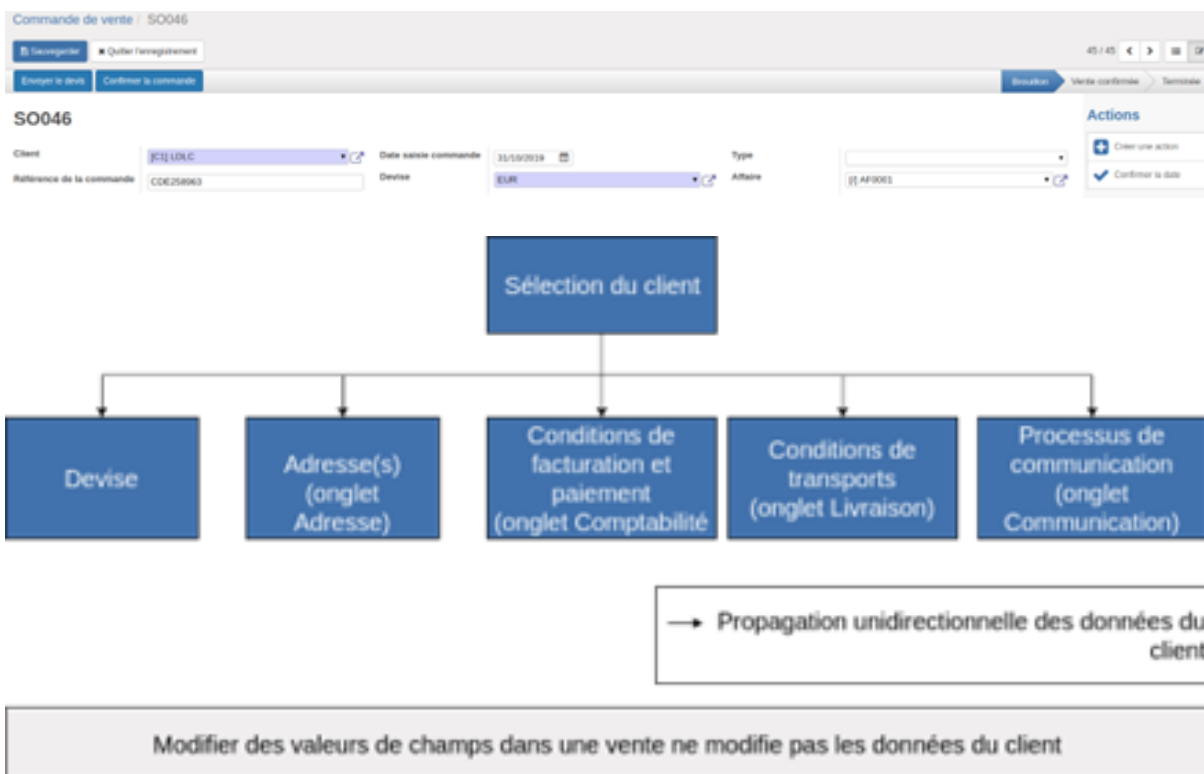 Commande de vente / SO046
Sauvegarder Quitter l'enregistrement 45 / 45
Envoyer le devis Confirmer la commande Brouillon Vente confirmée Terminée
SO046 Actions
Client [C1] LDLC Date saisie commande 31/10/2019 Type Créer une action
Référence de la commande CDE258963 Devise EUR Affaire [/] AF0001 Confirmer la date
Sélection du client
Devise
Adresse(s)
(onglet
Adresse)
Conditions de
facturation et
paiement
(onglet Comptabilité
Conditions de
transports
(onglet Livraison)
Processus de
communication
(onglet
Communication)
Propagation unidirectionnelle des données du
client
Modifier des valeurs de champs dans une vente ne modifie pas les données du client